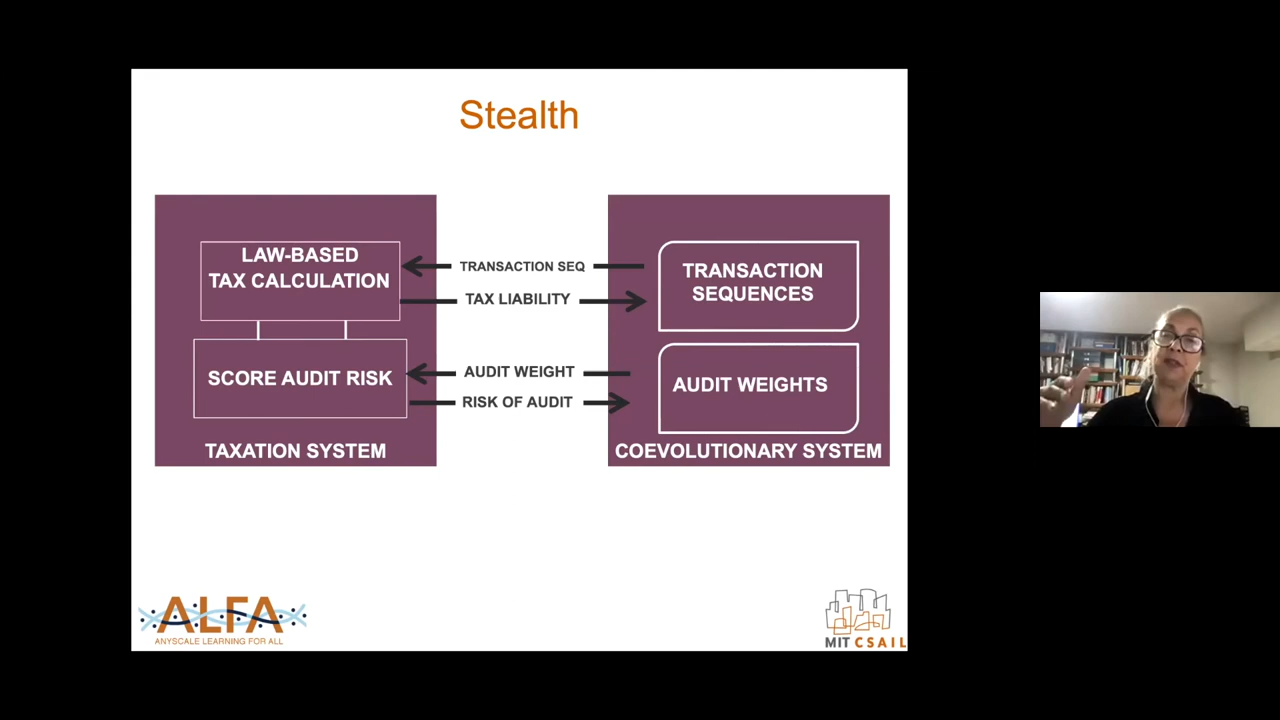 Stealth
LAW-BASED
TAX CALCULATION
SCORE AUDIT RISK
TAXATION SYSTEM
TRANSACTION SEQ
TAX LIABILITY
AUDIT WEIGHT
RISK OF AUDIT
TRANSACTION
SEQUENCES
AUDIT WEIGHTS
COEVOLUTIONARY SYSTEM
ALFA
ANYSCALE LEARNING FOR ALL
MIT CSAIL